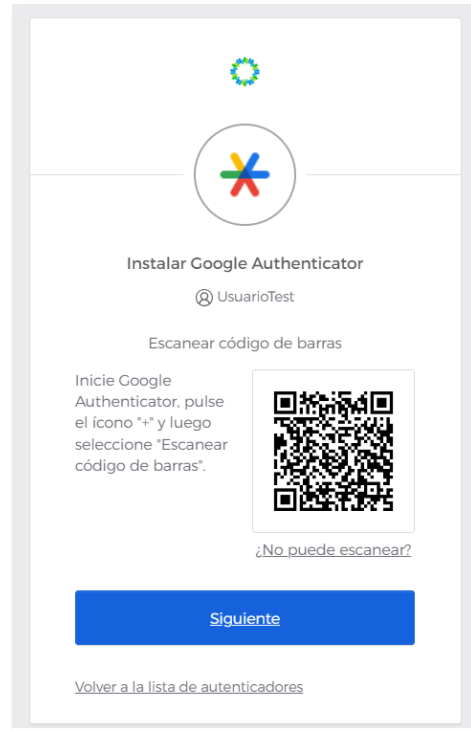 Instalar Google Authenticator
UsuarioTest
Escanear código de barras
Inicie Google
Authenticator, pulse
el ícono "+" y luego
seleccione "Escanear
código de barras".
¿No puede escanear?
Siguiente
Volver a la lista de autenticadores